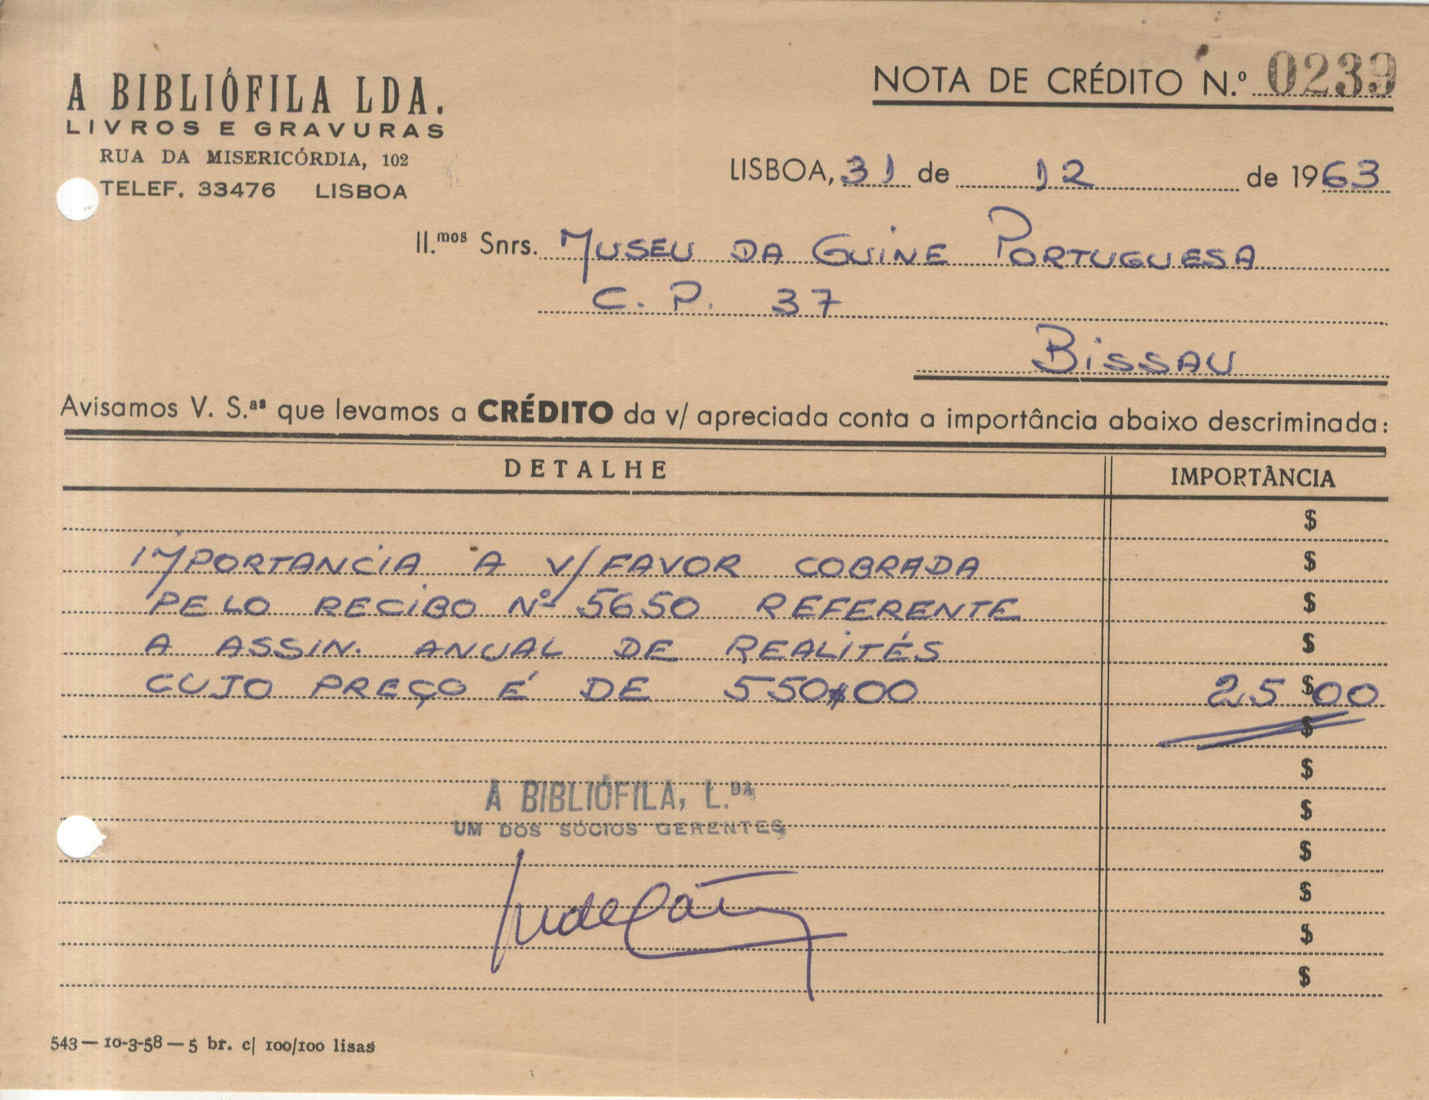 A BIBLIÓFILA LDA.
LIVROS E GRAVURAS
RUA DA MISERICÓRDIA, 102
TELEF. 33476 LISBOA
NOTA DE CRÉDITO N.º 0239
LISBOA, 31 de 12 de 1963
Il.mos Snrs. MUSEU DA GUINE PORTUGUESA
C. P. 37
BISSAU
Avisamos V. S.as que levamos a CRÉDITO da v/ apreciada conta a importância abaixo descriminada:
DETALHE IMPORTÂNCIA
$
IMPORTANCIA A V/FAVOR COBRADA $
PELO RECIBO Nº 5650 REFERENTE $
A ASSIN. ANUAL DE REALITÉS $
CUJO PREÇO É DE 550$00 25$00
$
$
A BIBLIÓFILA, L.DA $
UM DOS SÓCIOS GERENTES
$
$
$
$
543 — 10-3-58 — 5 br. c| 100/100 lisas